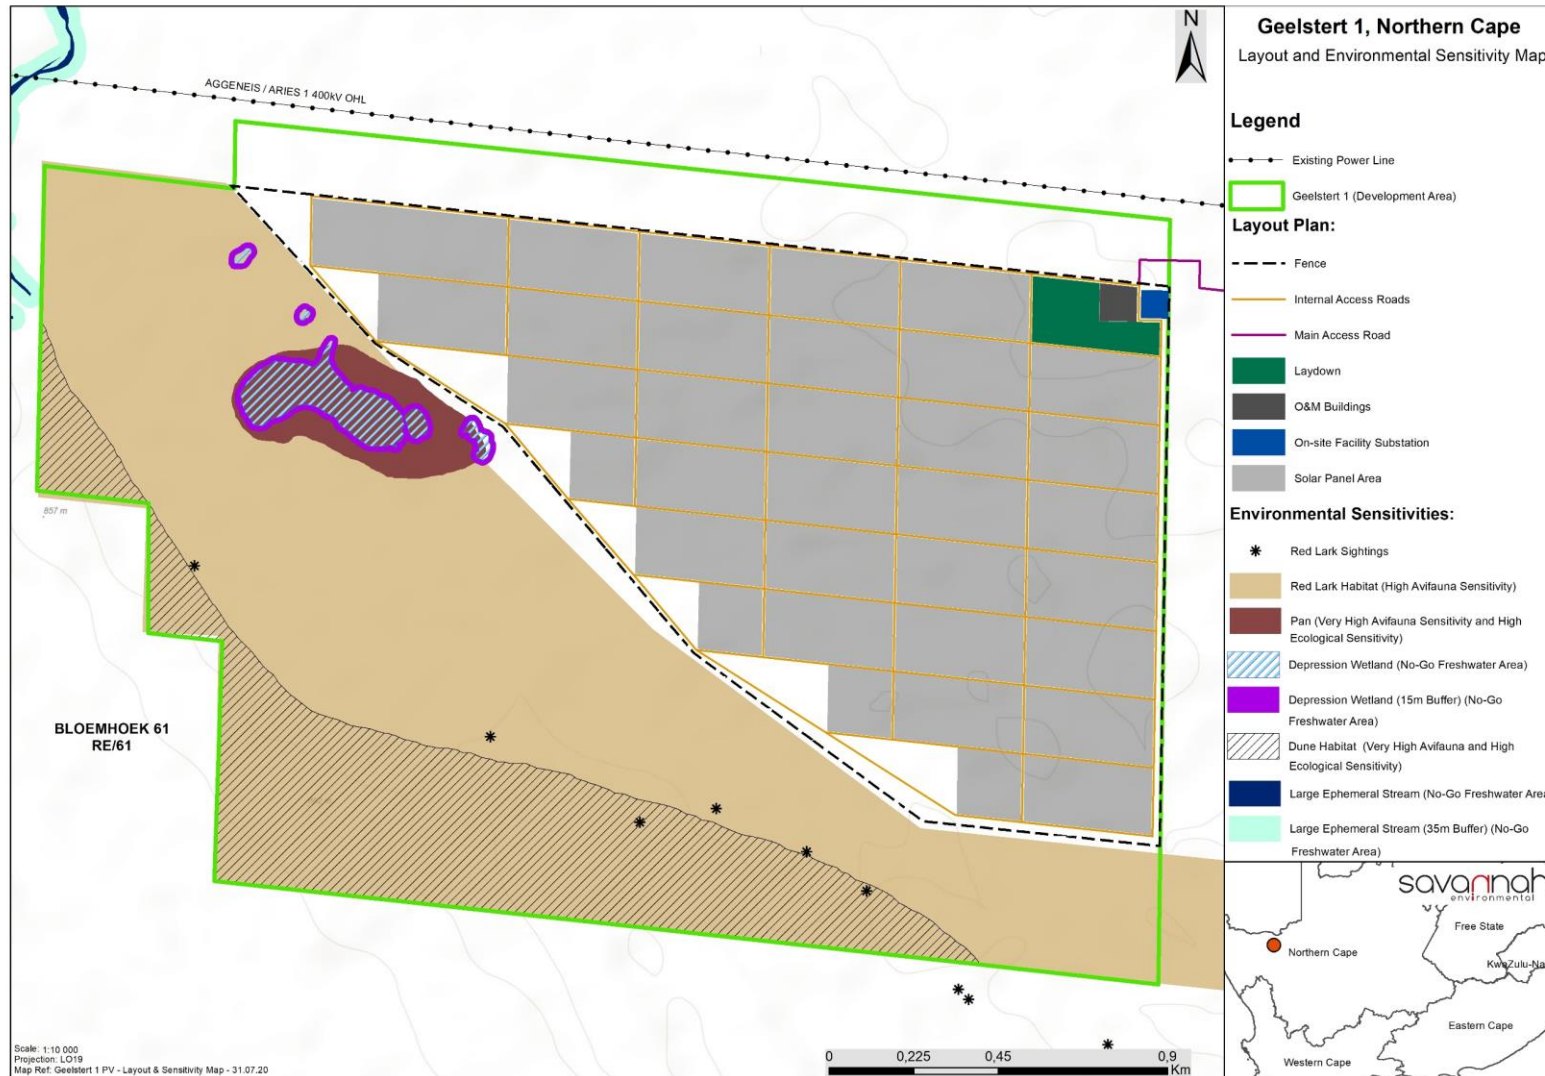 N
AGGENEIS / ARIES 1 400kV OHL
857 m
BLOEMHOEK 61
RE/61
Scale: 1:10 000
Projection: LO19
Map Ref: Geelstert 1 PV - Layout & Sensitivity Map - 31.07.20
0 0,225 0,45 0,9
Km
Geelstert 1, Northern Cape
Layout and Environmental Sensitivity Map
Legend
Existing Power Line
Geelstert 1 (Development Area)
Layout Plan:
Fence
Internal Access Roads
Main Access Road
Laydown
O&M Buildings
On-site Facility Substation
Solar Panel Area
Environmental Sensitivities:
Red Lark Sightings
Red Lark Habitat (High Avifauna Sensitivity)
Pan (Very High Avifauna Sensitivity and High
Ecological Sensitivity)
Depression Wetland (No-Go Freshwater Area)
Depression Wetland (15m Buffer) (No-Go
Freshwater Area)
Dune Habitat (Very High Avifauna and High
Ecological Sensitivity)
Large Ephemeral Stream (No-Go Freshwater Area
Large Ephemeral Stream (35m Buffer) (No-Go
Freshwater Area)
savannah
environmental
Free State
Northern Cape
KwaZulu-Na
Eastern Cape
Western Cape